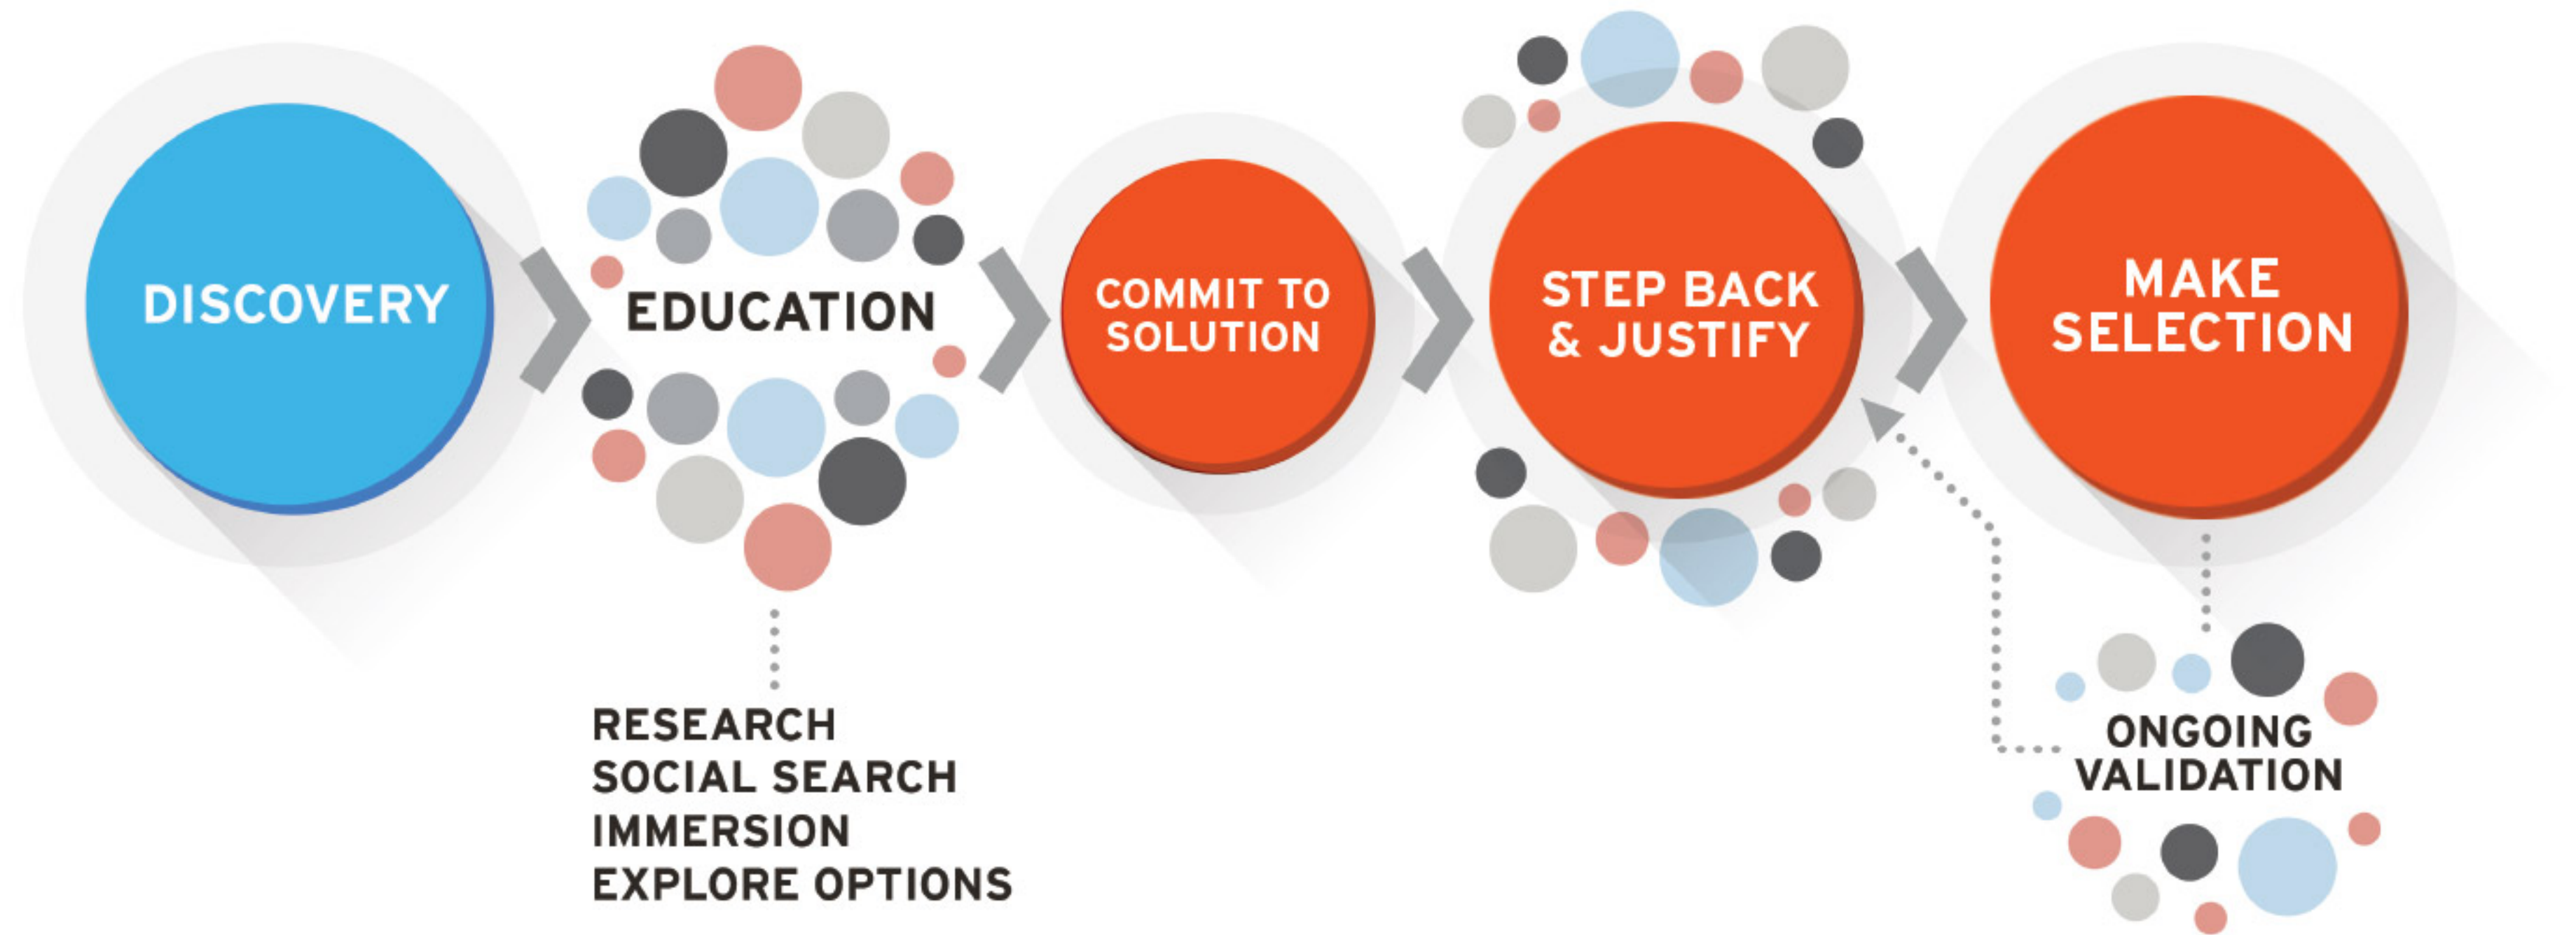 DISCOVERY
EDUCATION
COMMIT TO
SOLUTION
STEP BACK
& JUSTIFY
MAKE
SELECTION
RESEARCH
SOCIAL SEARCH
IMMERSION
EXPLORE OPTIONS
ONGOING
VALIDATION